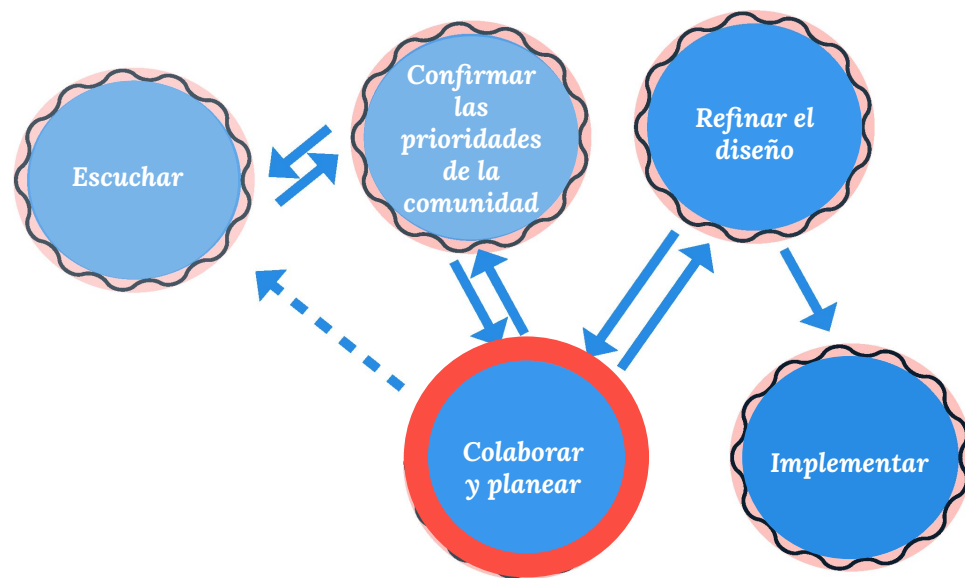 Escuchar
Confirmar
las
prioridades
de la
comunidad
Refinar el
diseño
Colaborar
y planear
Implementar